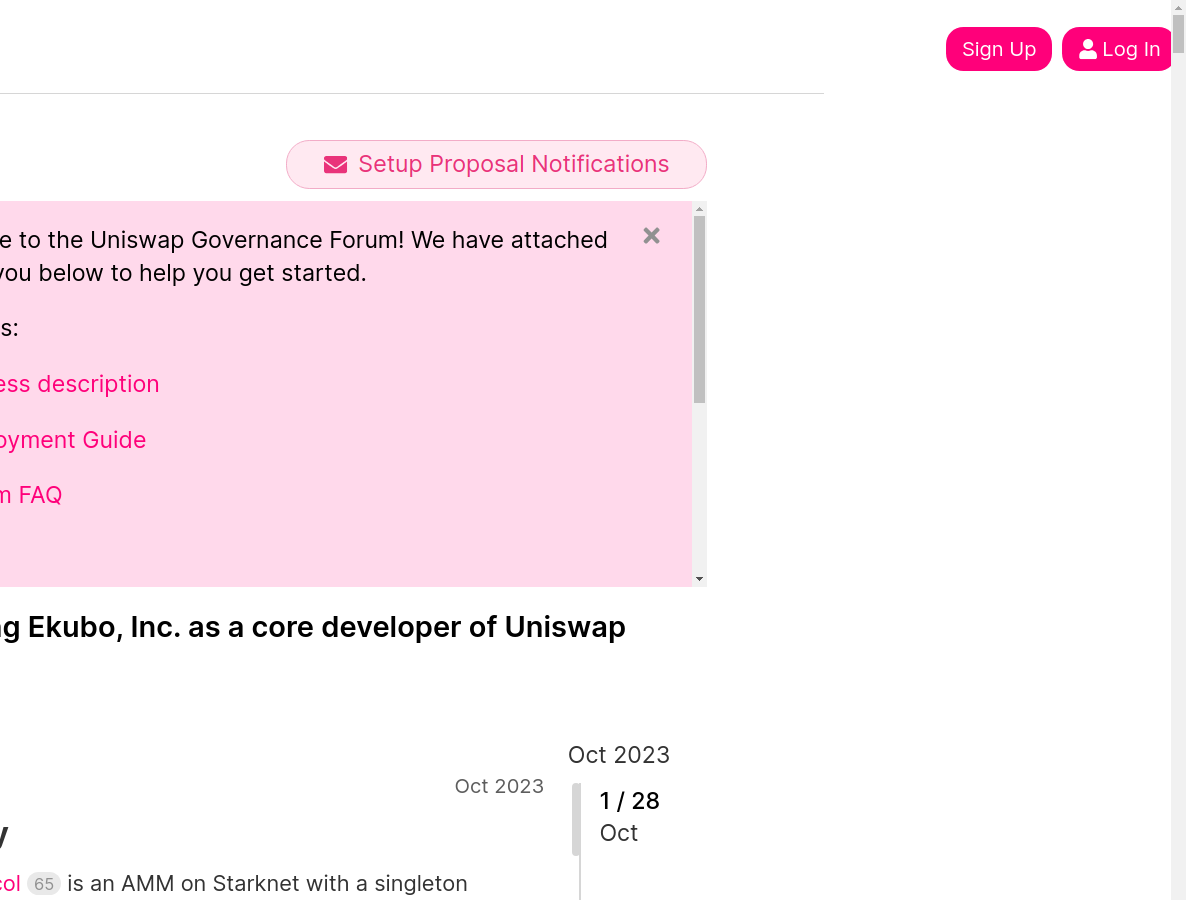 Sign Up
Log In
Setup Proposal Notifications
e to the Uniswap Governance Forum! We have attached
you below to help you get started.
s:
ess description
oyment Guide
m FAQ
ng Ekubo, Inc. as a core developer of Uniswap
Oct 2023
Oct 2023
1 / 28
Oct
y
col 65 is an AMM on Starknet with a singleton